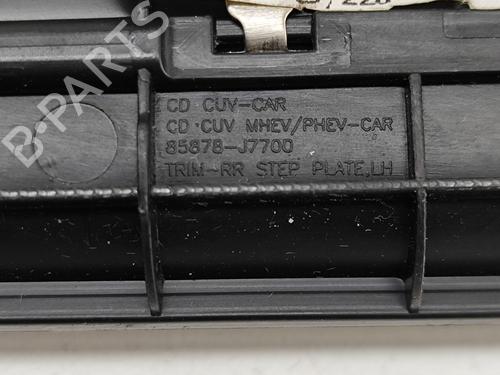 CD CUV-CAR
CD CUV MHEV/PHEV-CAR
85878-J7700
TRIM-RR STEP PLATE,LH
B-PARTS